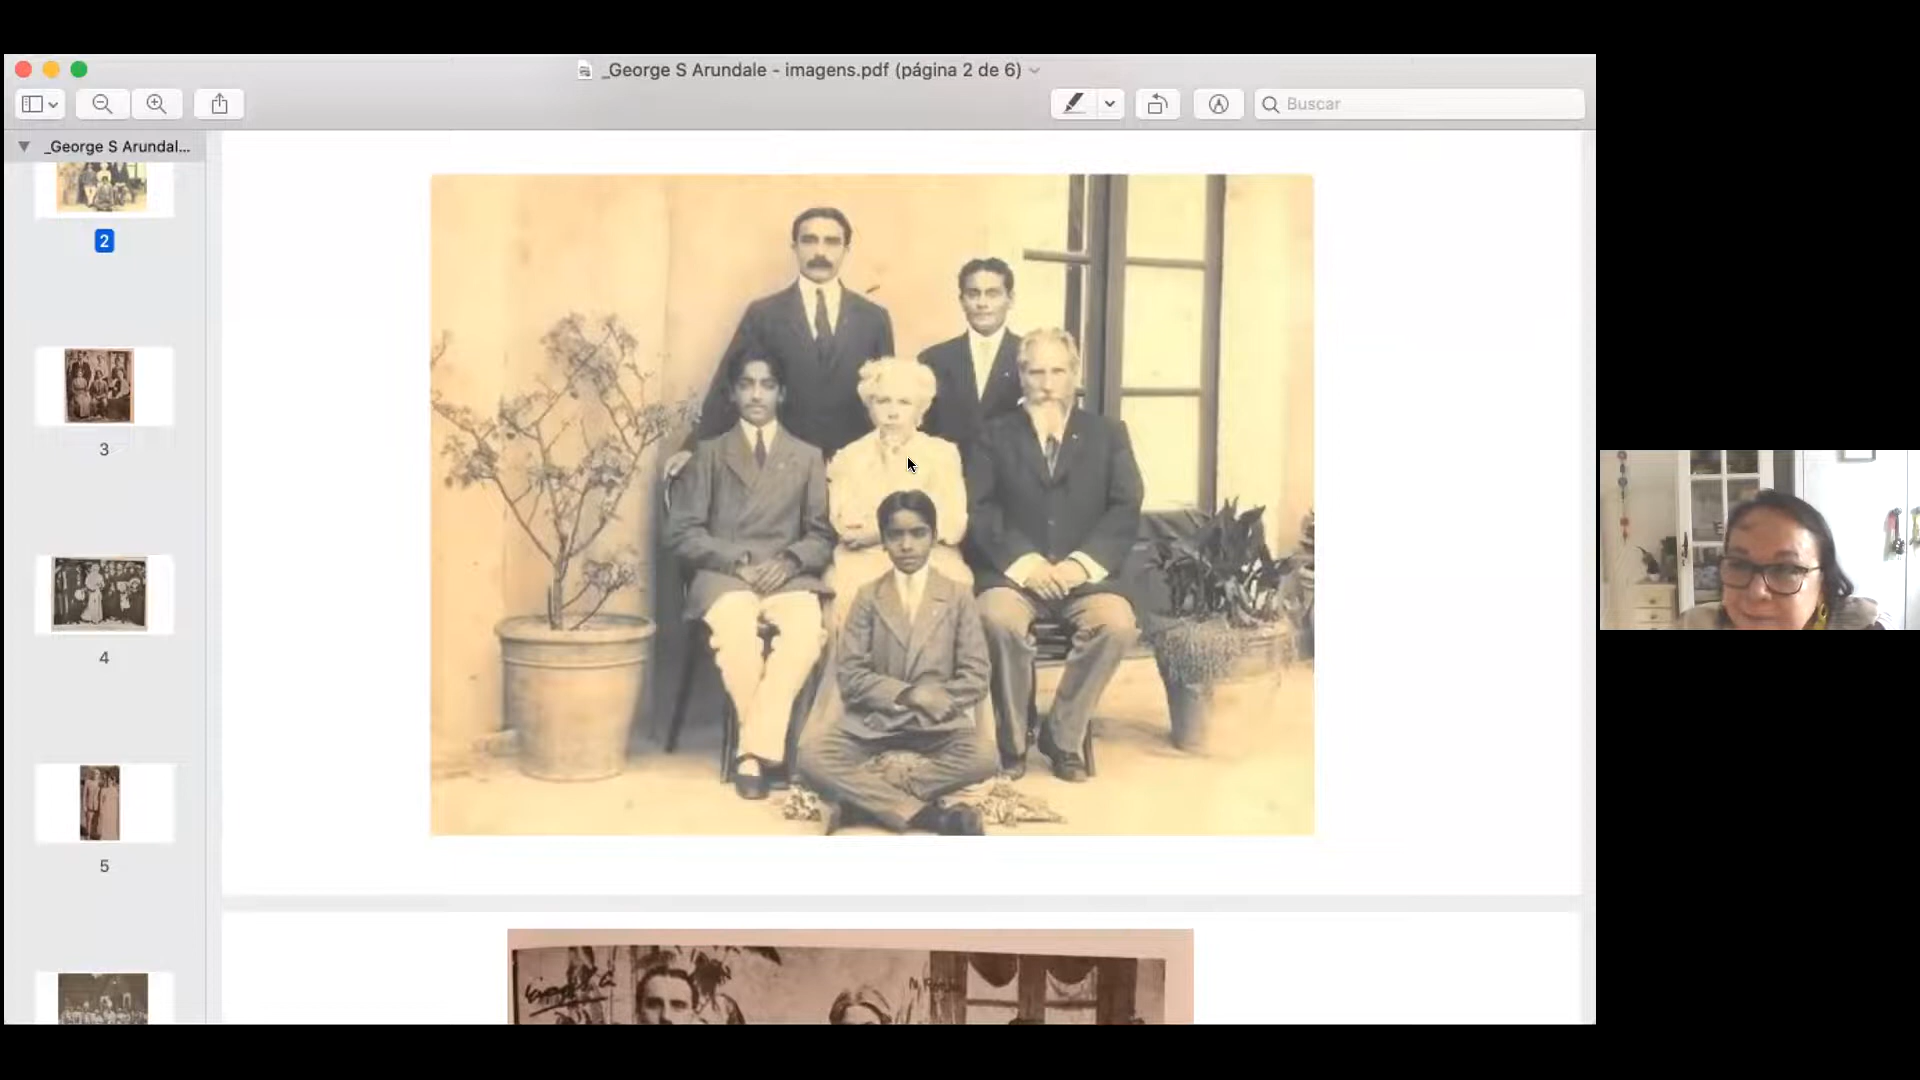 _George S Arundale - imagens.pdf (página 2 de 6)
Buscar
_George S Arundal...
2
3
4
5